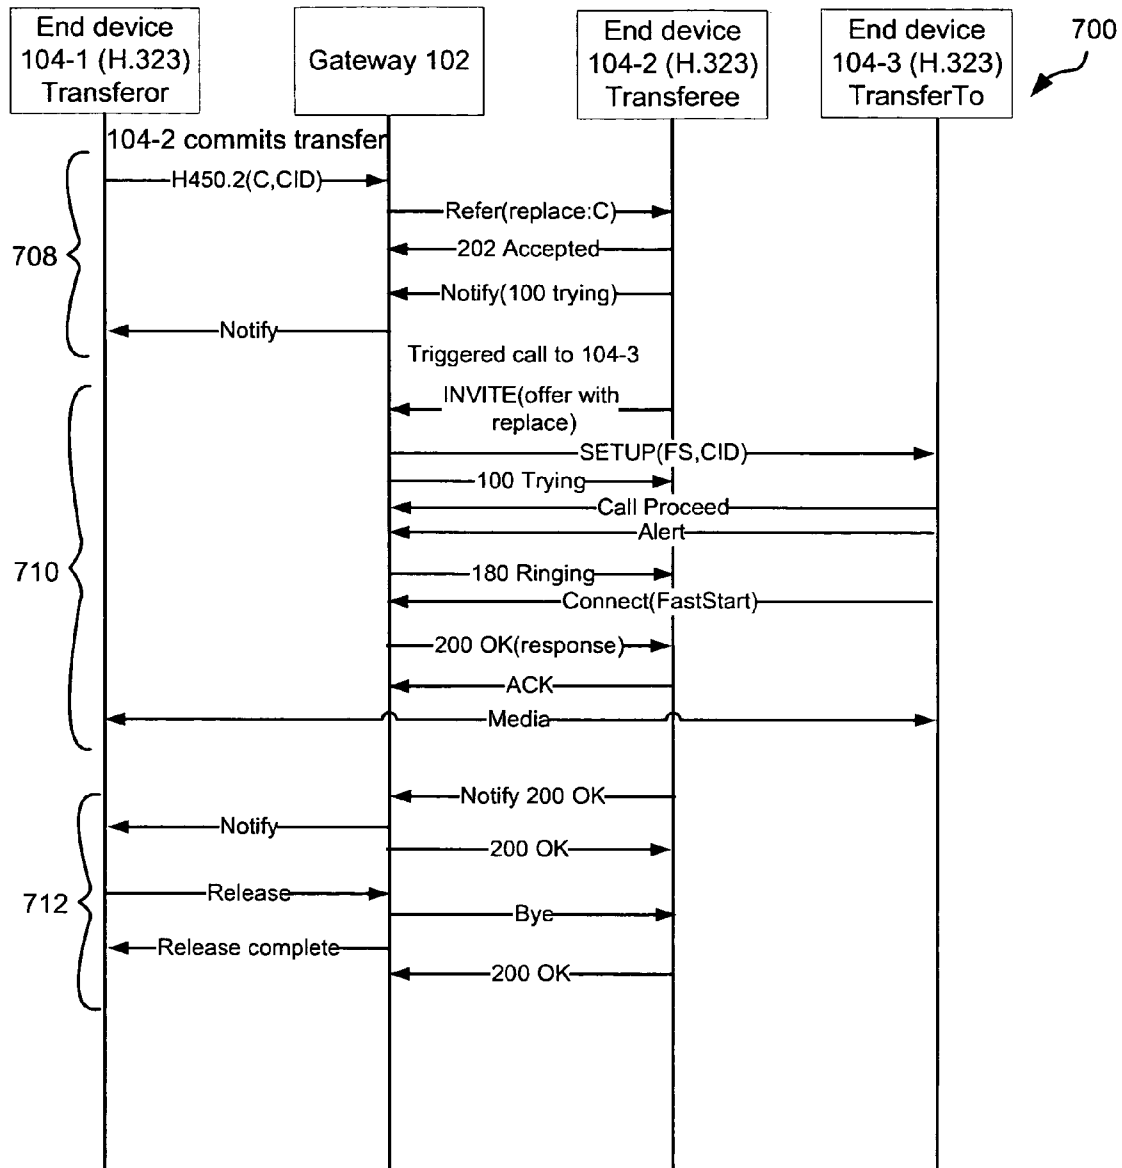 End device
104-1 (H.323)
Transferor
Gateway 102
End device
104-2 (H.323)
Transferee
End device
104-3 (H.323)
TransferTo
700
104-2 commits transfer
H450.2(C,CID)
Refer(replace:C)
708
202 Accepted
Notify(100 trying)
Notify
Triggered call to 104-3
INVITE(offer with
replace)
SETUP(FS,CID)
100 Trying
Call Proceed
Alert
710
180 Ringing
Connect(FastStart)
200 OK(response)
ACK
Media
Notify 200 OK
Notify
200 OK
712
Release
Bye
Release complete
200 OK